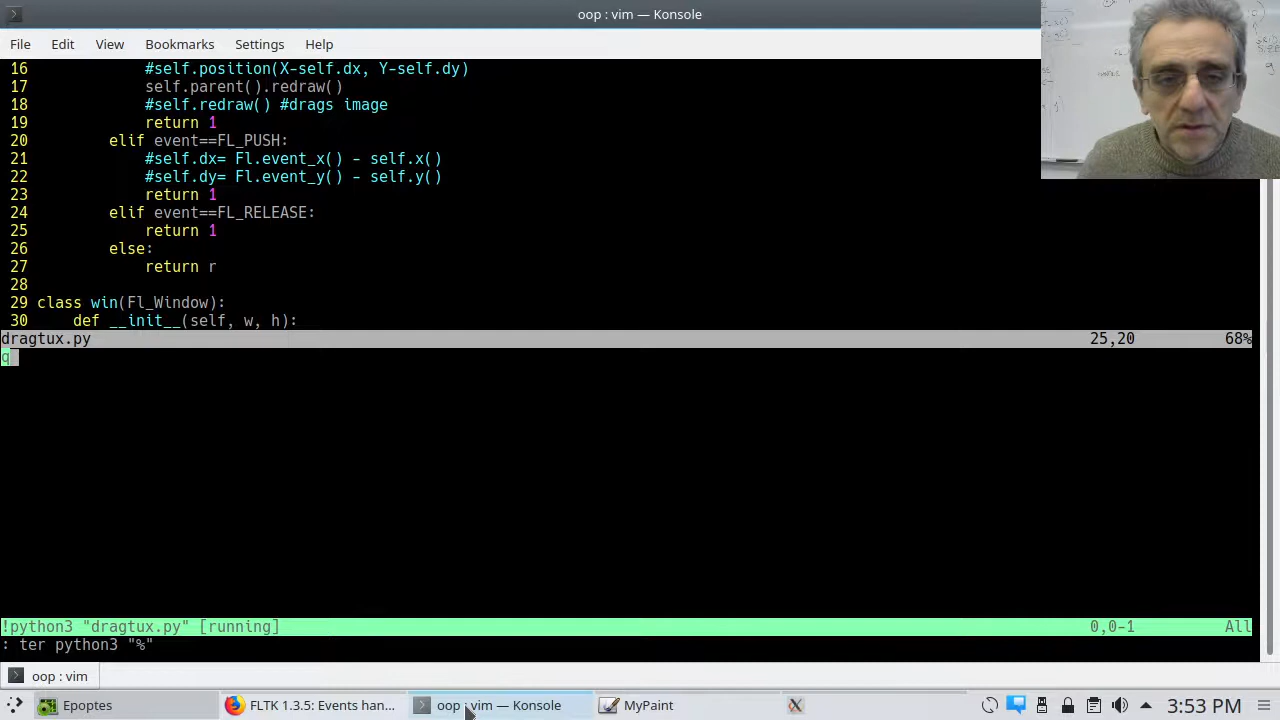 oop : vim — Konsole
File Edit View Bookmarks Settings Help
16 #self.position(X-self.dx, Y-self.dy)
17 self.parent().redraw()
18 #self.redraw() #drags image
19 return 1
20 elif event==FL_PUSH:
21 #self.dx= Fl.event_x() - self.x()
22 #self.dy= Fl.event_y() - self.y()
23 return 1
24 elif event==FL_RELEASE:
25 return 1
26 else:
27 return r
28
29 class win(Fl_Window):
30 def __init__(self, w, h):
dragtux.py 25,20 68%
q
!python3 "dragtux.py" [running] 0,0-1 All
: ter python3 "%"
oop : vim
Epoptes FLTK 1.3.5: Events han... oop : vim — Konsole MyPaint 3:53 PM